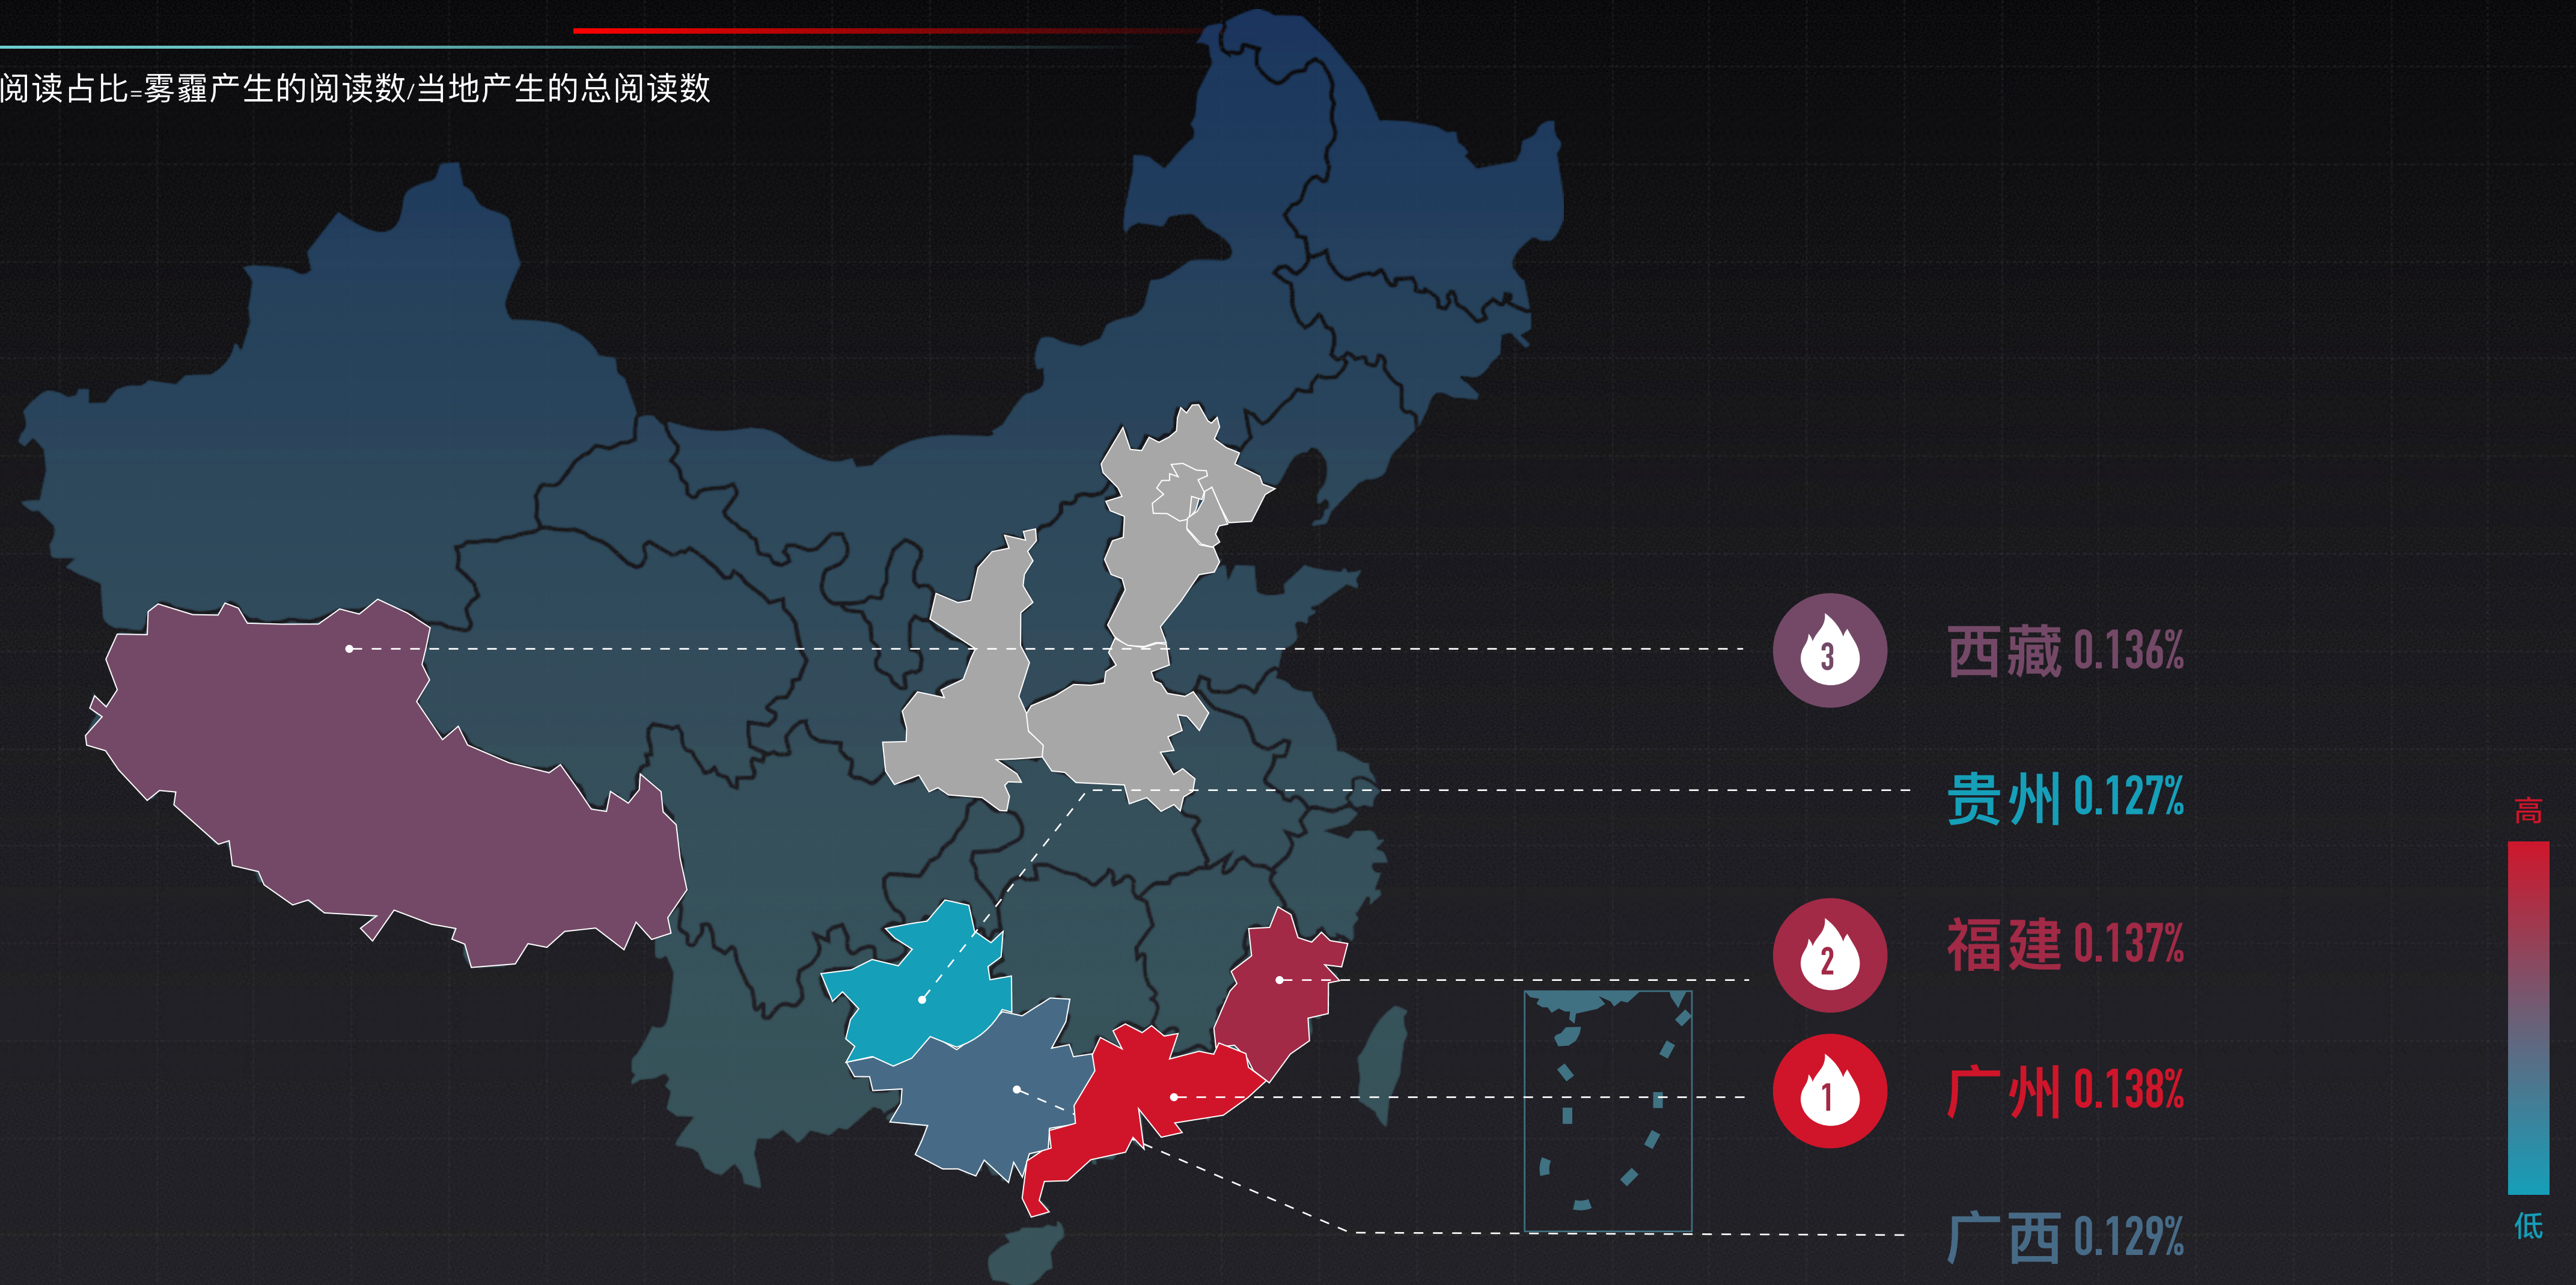 阅读占比=雾霾产生的阅读数/当地产生的总阅读数
3 西藏 0.136%
贵州 0.127%
高
2 福建 0.137%
1 广州 0.138%
低
广西 0.129%